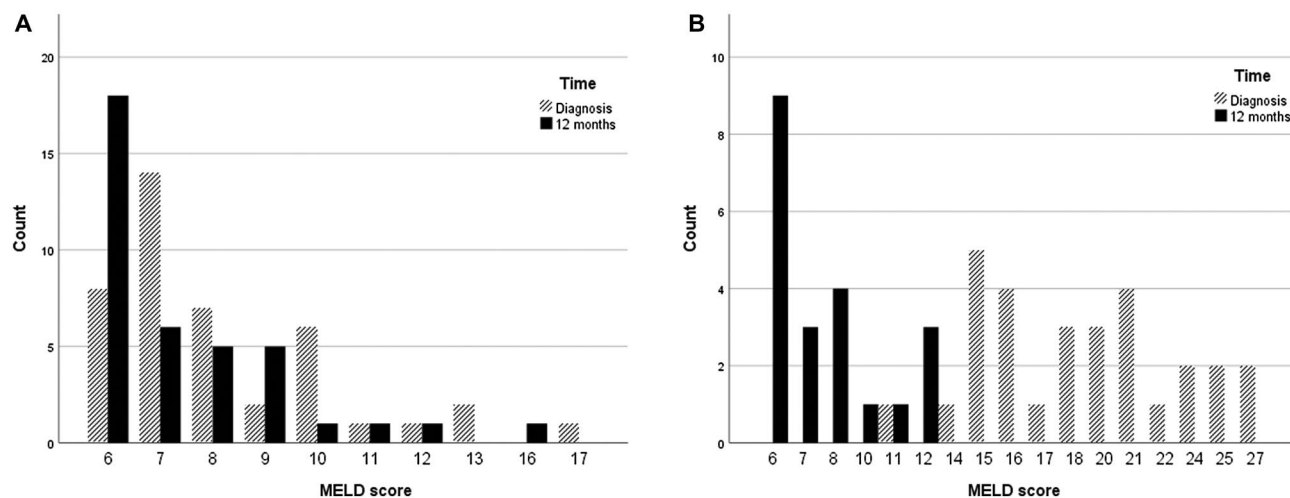 A
Count
20
15
10
5
0
Time
Diagnosis
12 months
6 7 8 9 10 11 12 13 16 17
MELD score
B
Count
10
8
6
4
2
0
Time
Diagnosis
12 months
6 7 8 10 11 12 14 15 16 17 18 20 21 22 24 25 27
MELD score